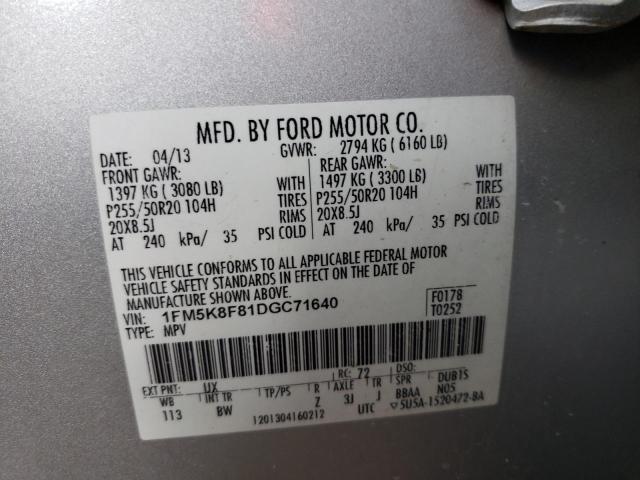 MFD. BY FORD MOTOR CO.
DATE: 04/13 GVWR: 2794 KG ( 6160 LB)
FRONT GAWR: REAR GAWR:
1397 KG ( 3080 LB) WITH 1497 KG ( 3300 LB) WITH
P255/50R20 104H TIRES P255/50R20 104H TIRES
20X8.5J RIMS 20X8.5J RIMS
AT 240 kPa/ 35 PSI COLD AT 240 kPa/ 35 PSI COLD
THIS VEHICLE CONFORMS TO ALL APPLICABLE FEDERAL MOTOR
VEHICLE SAFETY STANDARDS IN EFFECT ON THE DATE OF
MANUFACTURE SHOWN ABOVE.
VIN: 1FM5K8F81DGC71640 F0178
TYPE: MPV T0252
EXT PNT: UX RC: 72 DSO:
WB INT TR TP/PS R AXLE TR SPR DUB1S
113 BW Z 3J J BBAA N05
1201304160212 UTC ▽5U5A-1520472-BA